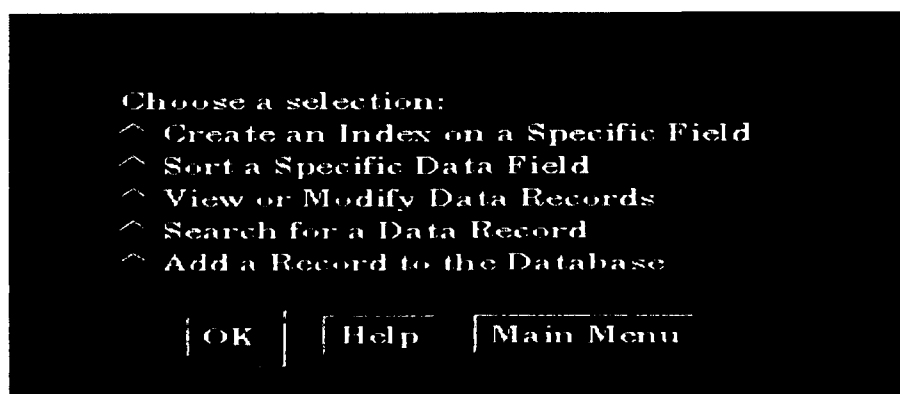 Choose a selection:
^ Create an Index on a Specific Field
^ Sort a Specific Data Field
^ View or Modify Data Records
^ Search for a Data Record
^ Add a Record to the Database
OK Help Main Menu